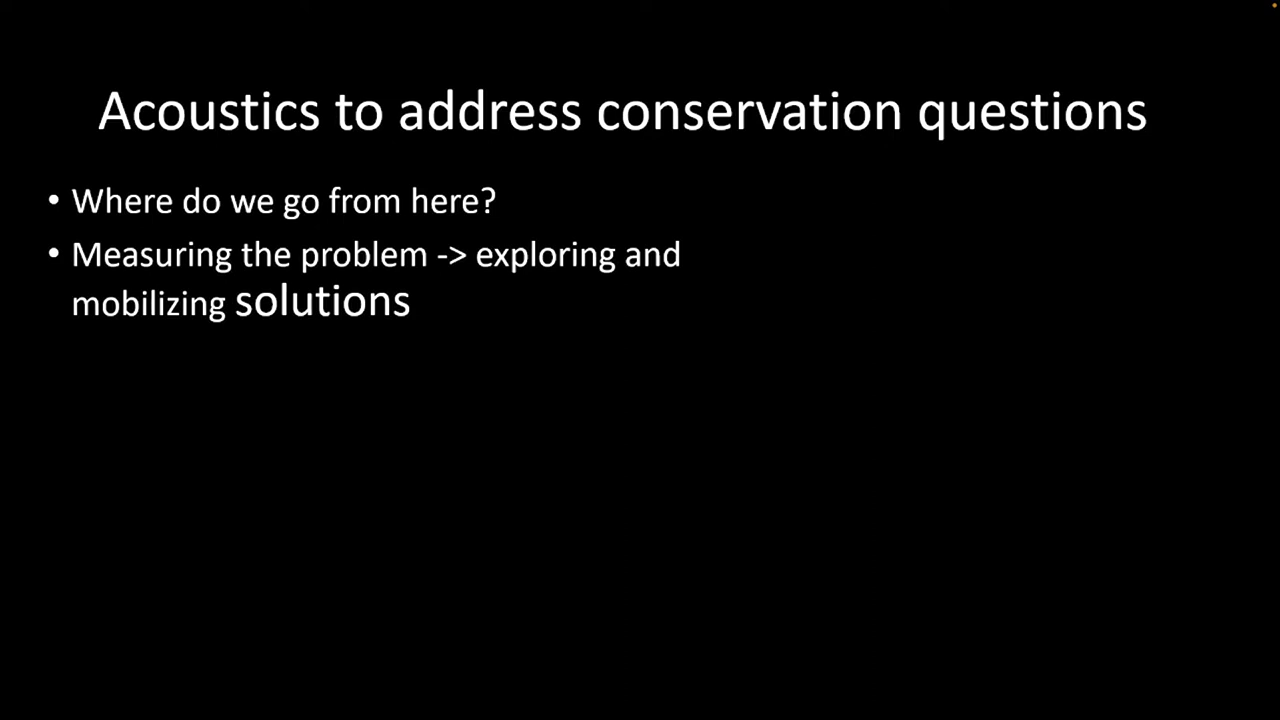 Acoustics to address conservation questions
• Where do we go from here?
• Measuring the problem -> exploring and
mobilizing solutions